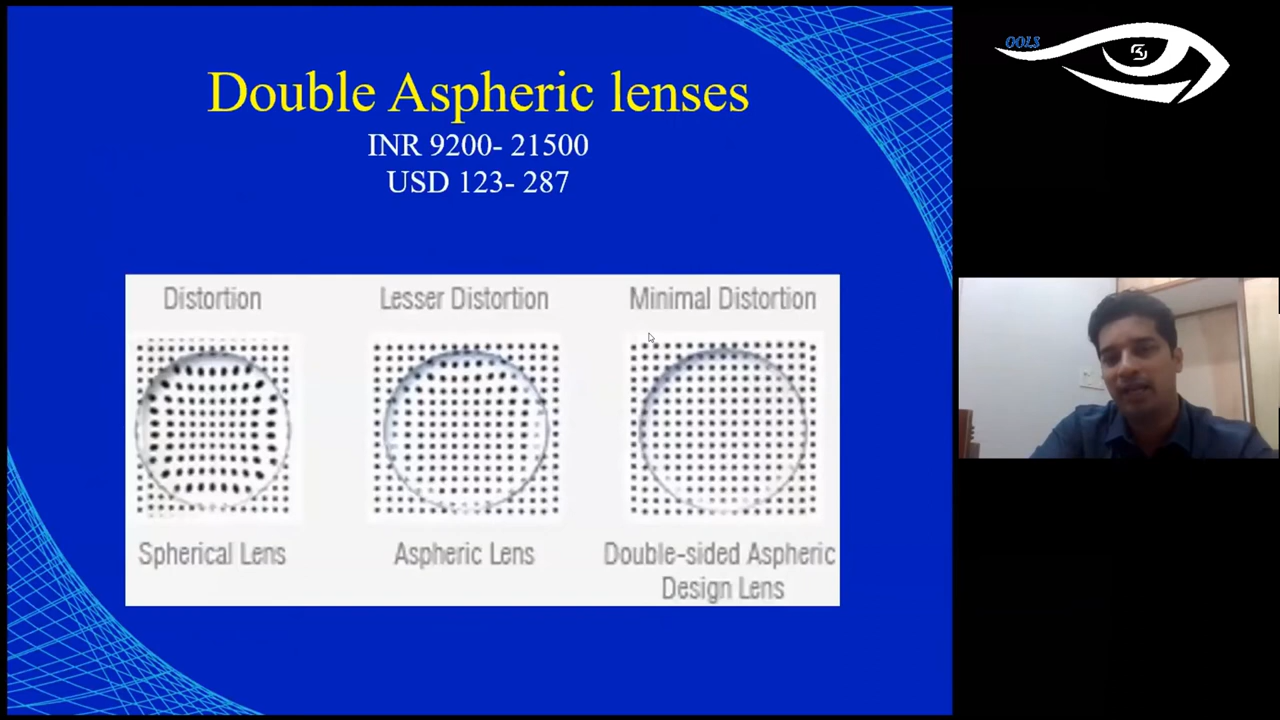 Double Aspheric lenses
INR 9200- 21500
USD 123- 287
Distortion
Lesser Distortion
Minimal Distortion
Spherical Lens
Aspheric Lens
Double-sided Aspheric
Design Lens
OOLS